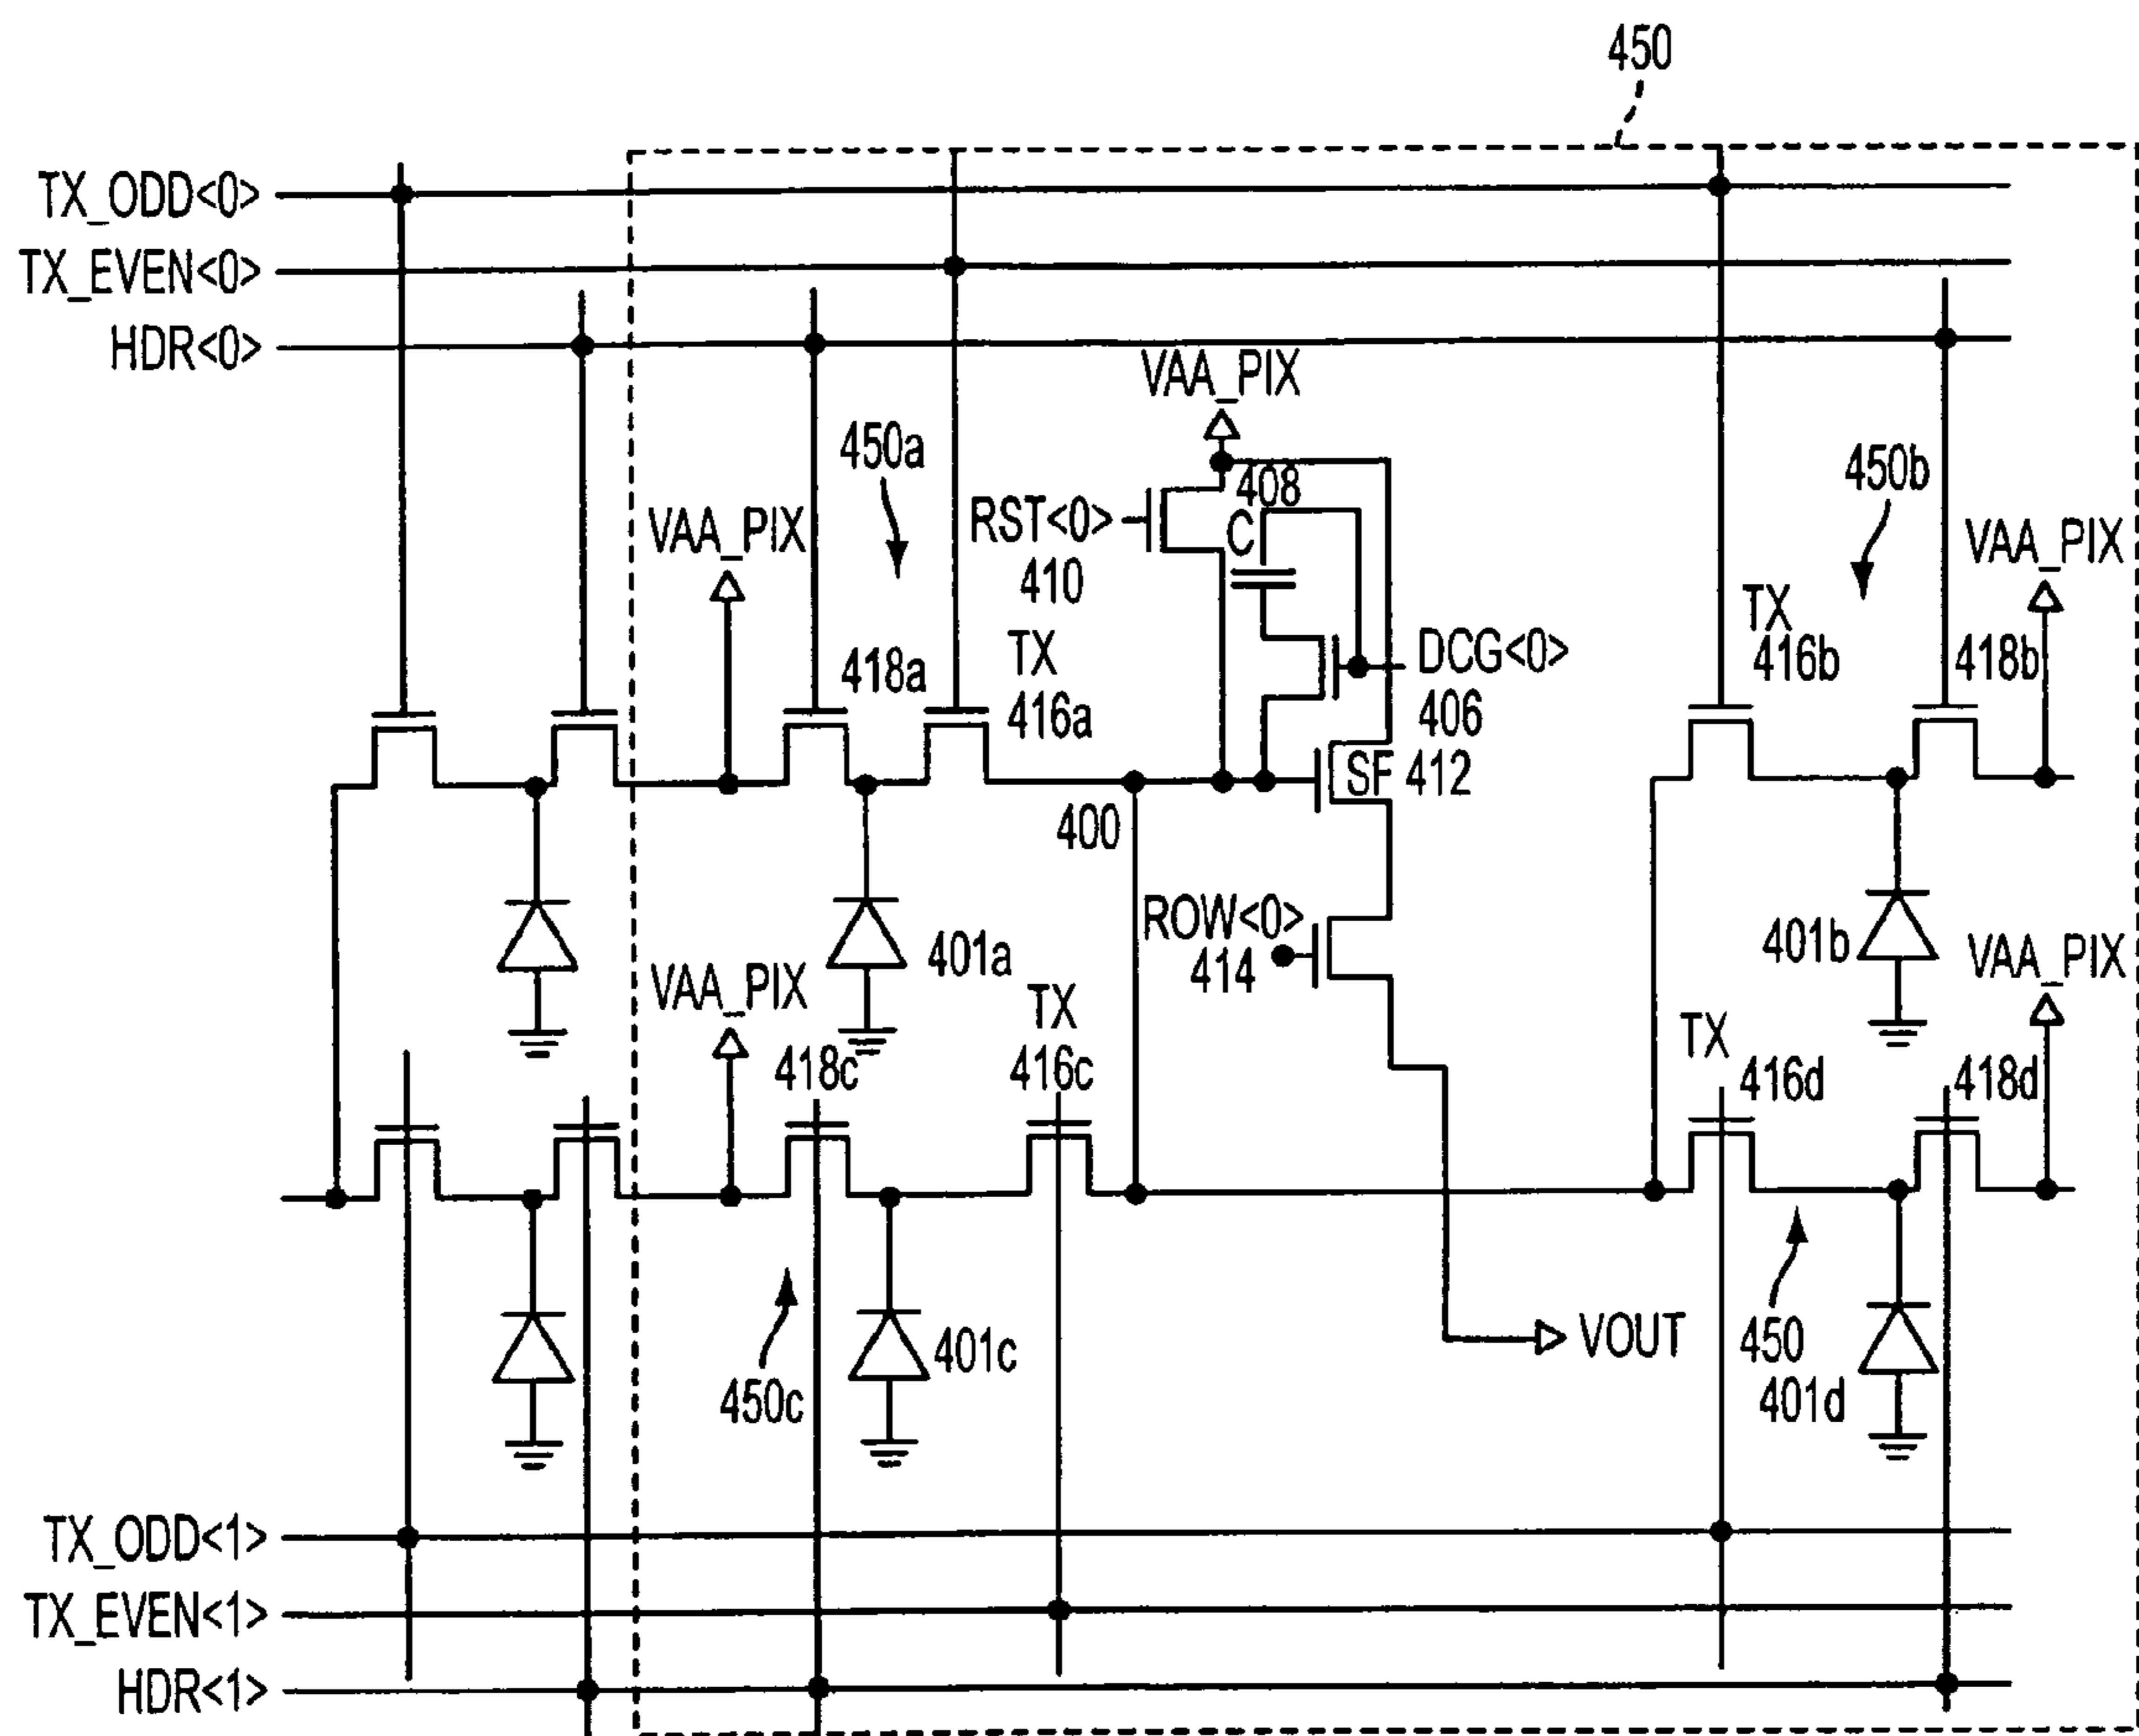 450
TX_ODD<0>
TX_EVEN<0>
HDR<0>
VAA_PIX
450a
408
450b
VAA_PIX
RST<0>
C
VAA_PIX
410
TX
TX
418a
416a
DCG<0>
416b
418b
406
SF 412
400
ROW<0>
401a
401b
VAA_PIX
414
VAA_PIX
TX
TX
418c
416c
416d
418d
VOUT
450
401c
450c
401d
TX_ODD<1>
TX_EVEN<1>
HDR<1>